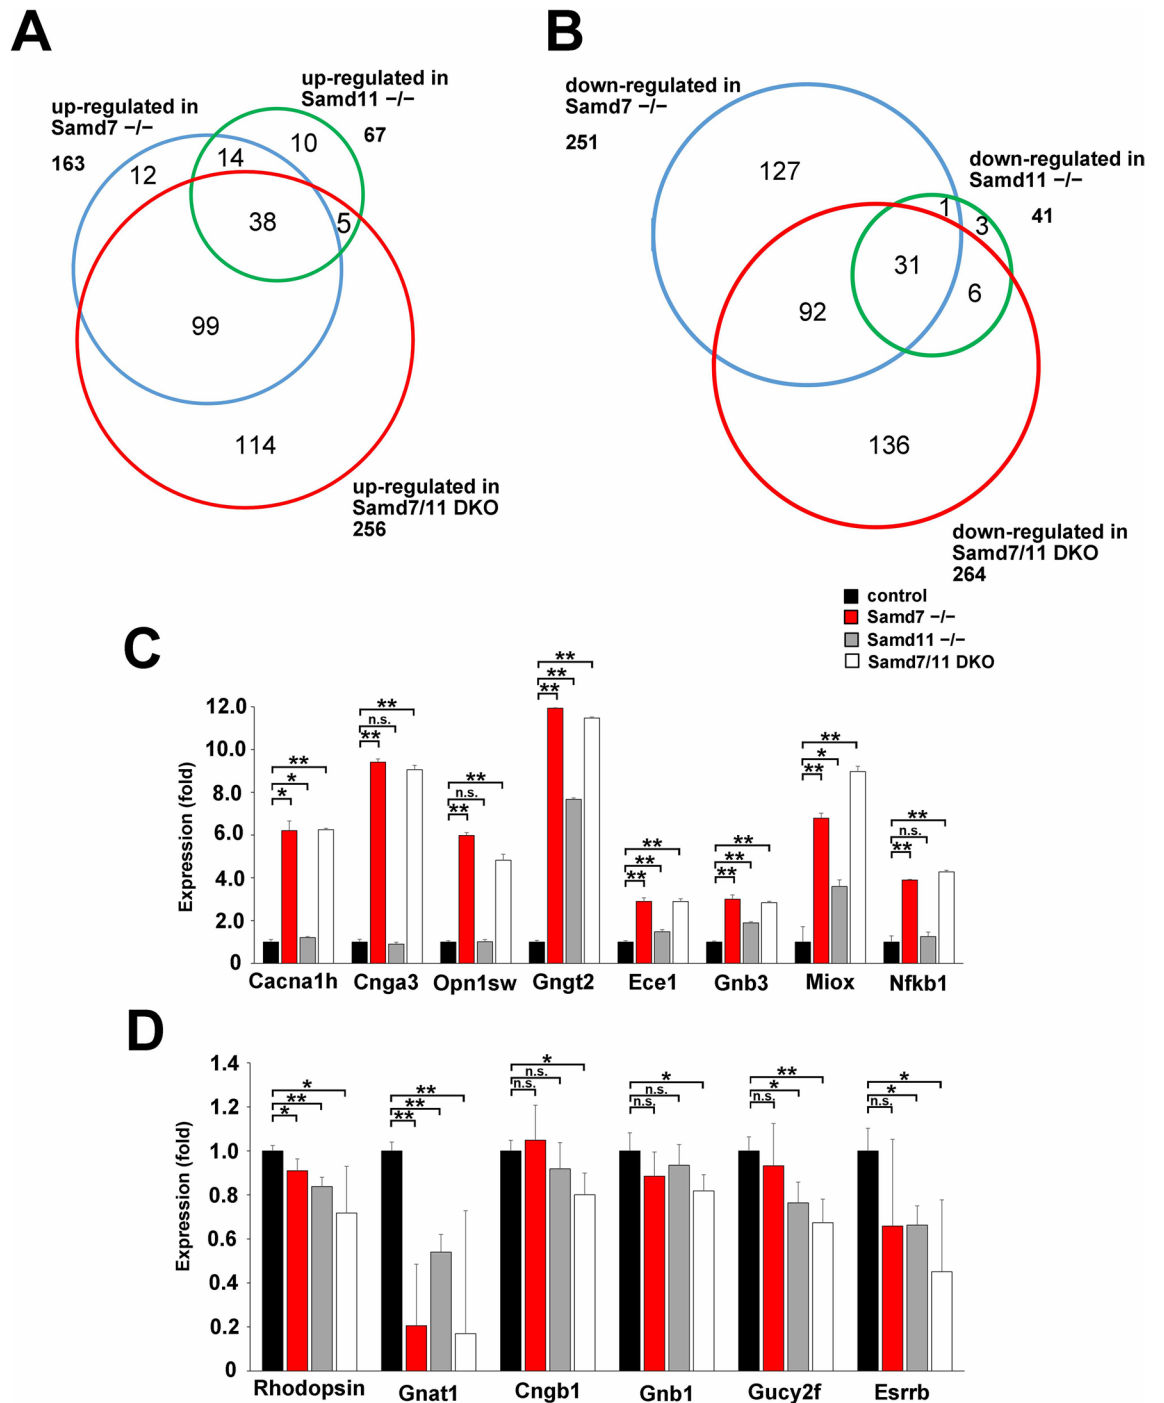 A
up-regulated in
Samd7 −/−
163
up-regulated in
Samd11 −/−
67
12
14
10
38
5
99
114
up-regulated in
Samd7/11 DKO
256
B
down-regulated in
Samd7 −/−
251
down-regulated in
Samd11 −/−
41
127
1
3
31
6
92
136
down-regulated in
Samd7/11 DKO
264
control
Samd7 −/−
Samd11 −/−
Samd7/11 DKO
C
Expression (fold)
12.0
10.0
8.0
6.0
4.0
2.0
0
**
*
*
**
n.s.
**
**
n.s.
**
**
**
**
**
**
**
**
**
**
**
*
**
**
n.s.
**
Cacna1h Cnga3 Opn1sw Gngt2 Ece1 Gnb3 Miox Nfkb1
D
Expression (fold)
1.4
1.2
1.0
0.8
0.6
0.4
0.2
0
*
**
*
**
**
**
*
n.s.
n.s.
*
n.s.
n.s.
**
*
n.s.
*
*
n.s.
Rhodopsin Gnat1 Cngb1 Gnb1 Gucy2f Esrrb